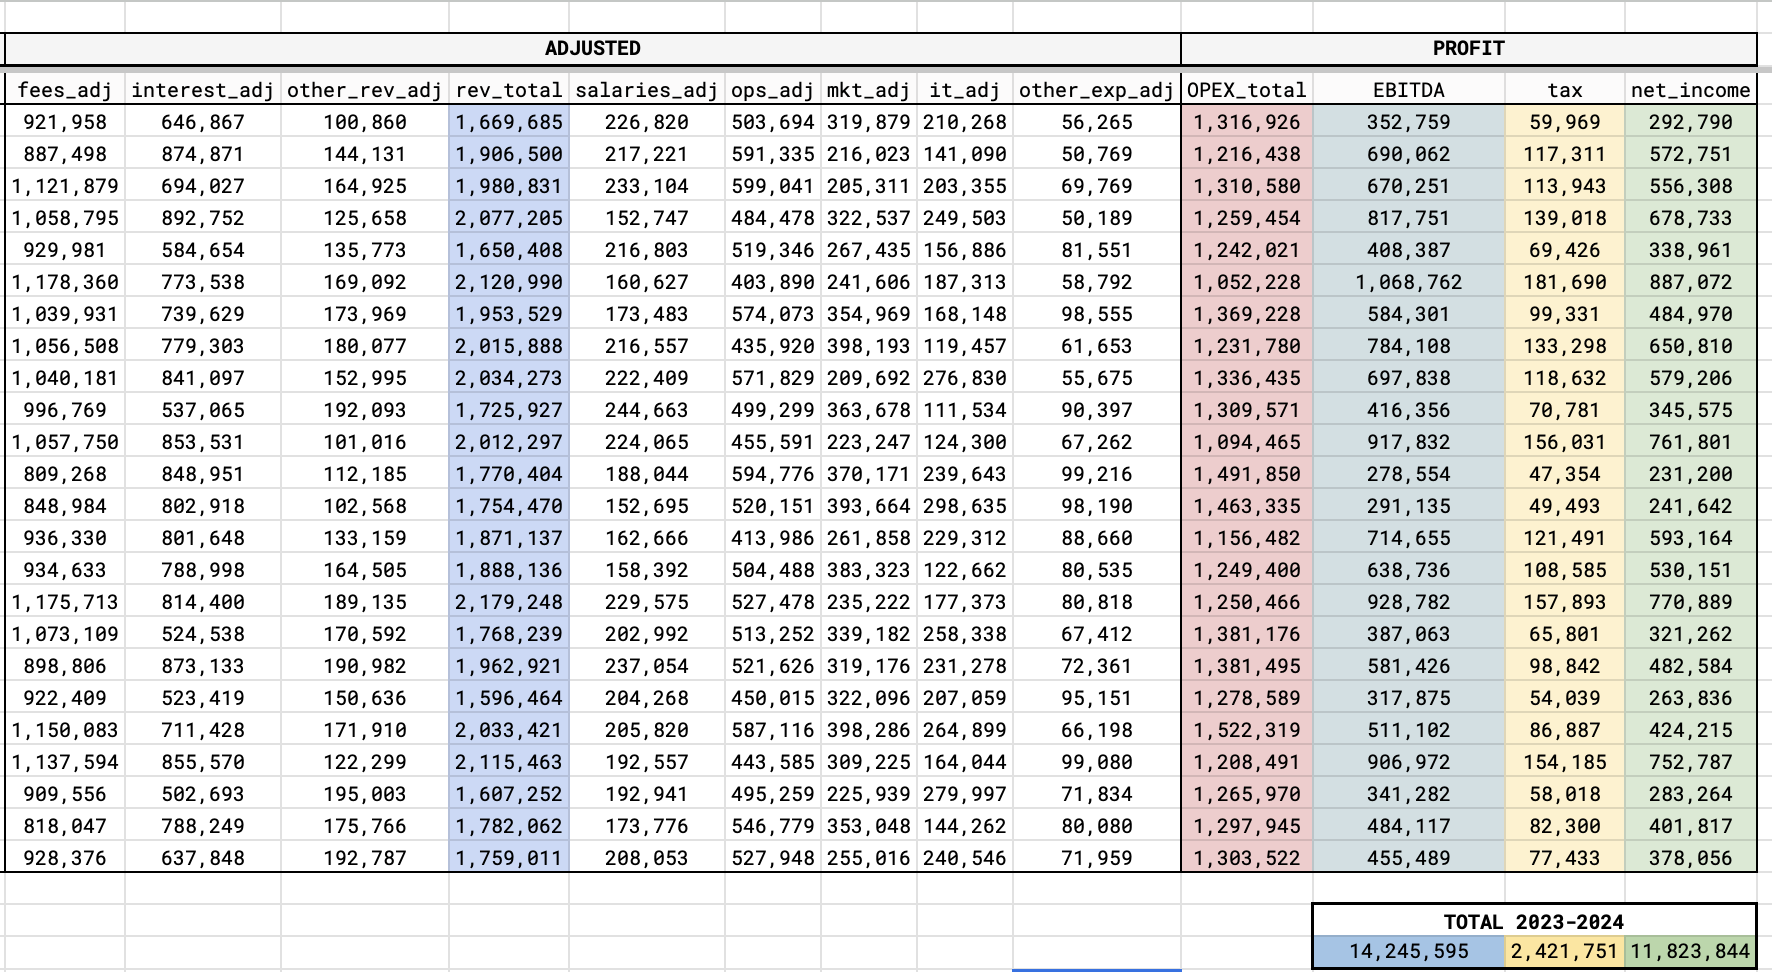 ADJUSTED PROFIT
fees_adj interest_adj other_rev_adj rev_total salaries_adj ops_adj mkt_adj it_adj other_exp_adj OPEX_total EBITDA tax net_income
921,958 646,867 100,860 1,669,685 226,820 503,694 319,879 210,268 56,265 1,316,926 352,759 59,969 292,790
887,498 874,871 144,131 1,906,500 217,221 591,335 216,023 141,090 50,769 1,216,438 690,062 117,311 572,751
1,121,879 694,027 164,925 1,980,831 233,104 599,041 205,311 203,355 69,769 1,310,580 670,251 113,943 556,308
1,058,795 892,752 125,658 2,077,205 152,747 484,478 322,537 249,503 50,189 1,259,454 817,751 139,018 678,733
929,981 584,654 135,773 1,650,408 216,803 519,346 267,435 156,886 81,551 1,242,021 408,387 69,426 338,961
1,178,360 773,538 169,092 2,120,990 160,627 403,890 241,606 187,313 58,792 1,052,228 1,068,762 181,690 887,072
1,039,931 739,629 173,969 1,953,529 173,483 574,073 354,969 168,148 98,555 1,369,228 584,301 99,331 484,970
1,056,508 779,303 180,077 2,015,888 216,557 435,920 398,193 119,457 61,653 1,231,780 784,108 133,298 650,810
1,040,181 841,097 152,995 2,034,273 222,409 571,829 209,692 276,830 55,675 1,336,435 697,838 118,632 579,206
996,769 537,065 192,093 1,725,927 244,663 499,299 363,678 111,534 90,397 1,309,571 416,356 70,781 345,575
1,057,750 853,531 101,016 2,012,297 224,065 455,591 223,247 124,300 67,262 1,094,465 917,832 156,031 761,801
809,268 848,951 112,185 1,770,404 188,044 594,776 370,171 239,643 99,216 1,491,850 278,554 47,354 231,200
848,984 802,918 102,568 1,754,470 152,695 520,151 393,664 298,635 98,190 1,463,335 291,135 49,493 241,642
936,330 801,648 133,159 1,871,137 162,666 413,986 261,858 229,312 88,660 1,156,482 714,655 121,491 593,164
934,633 788,998 164,505 1,888,136 158,392 504,488 383,323 122,662 80,535 1,249,400 638,736 108,585 530,151
1,175,713 814,400 189,135 2,179,248 229,575 527,478 235,222 177,373 80,818 1,250,466 928,782 157,893 770,889
1,073,109 524,538 170,592 1,768,239 202,992 513,252 339,182 258,338 67,412 1,381,176 387,063 65,801 321,262
898,806 873,133 190,982 1,962,921 237,054 521,626 319,176 231,278 72,361 1,381,495 581,426 98,842 482,584
922,409 523,419 150,636 1,596,464 204,268 450,015 322,096 207,059 95,151 1,278,589 317,875 54,039 263,836
1,150,083 711,428 171,910 2,033,421 205,820 587,116 398,286 264,899 66,198 1,522,319 511,102 86,887 424,215
1,137,594 855,570 122,299 2,115,463 192,557 443,585 309,225 164,044 99,080 1,208,491 906,972 154,185 752,787
909,556 502,693 195,003 1,607,252 192,941 495,259 225,939 279,997 71,834 1,265,970 341,282 58,018 283,264
818,047 788,249 175,766 1,782,062 173,776 546,779 353,048 144,262 80,080 1,297,945 484,117 82,300 401,817
928,376 637,848 192,787 1,759,011 208,053 527,948 255,016 240,546 71,959 1,303,522 455,489 77,433 378,056
TOTAL 2023-2024
14,245,595 2,421,751 11,823,844